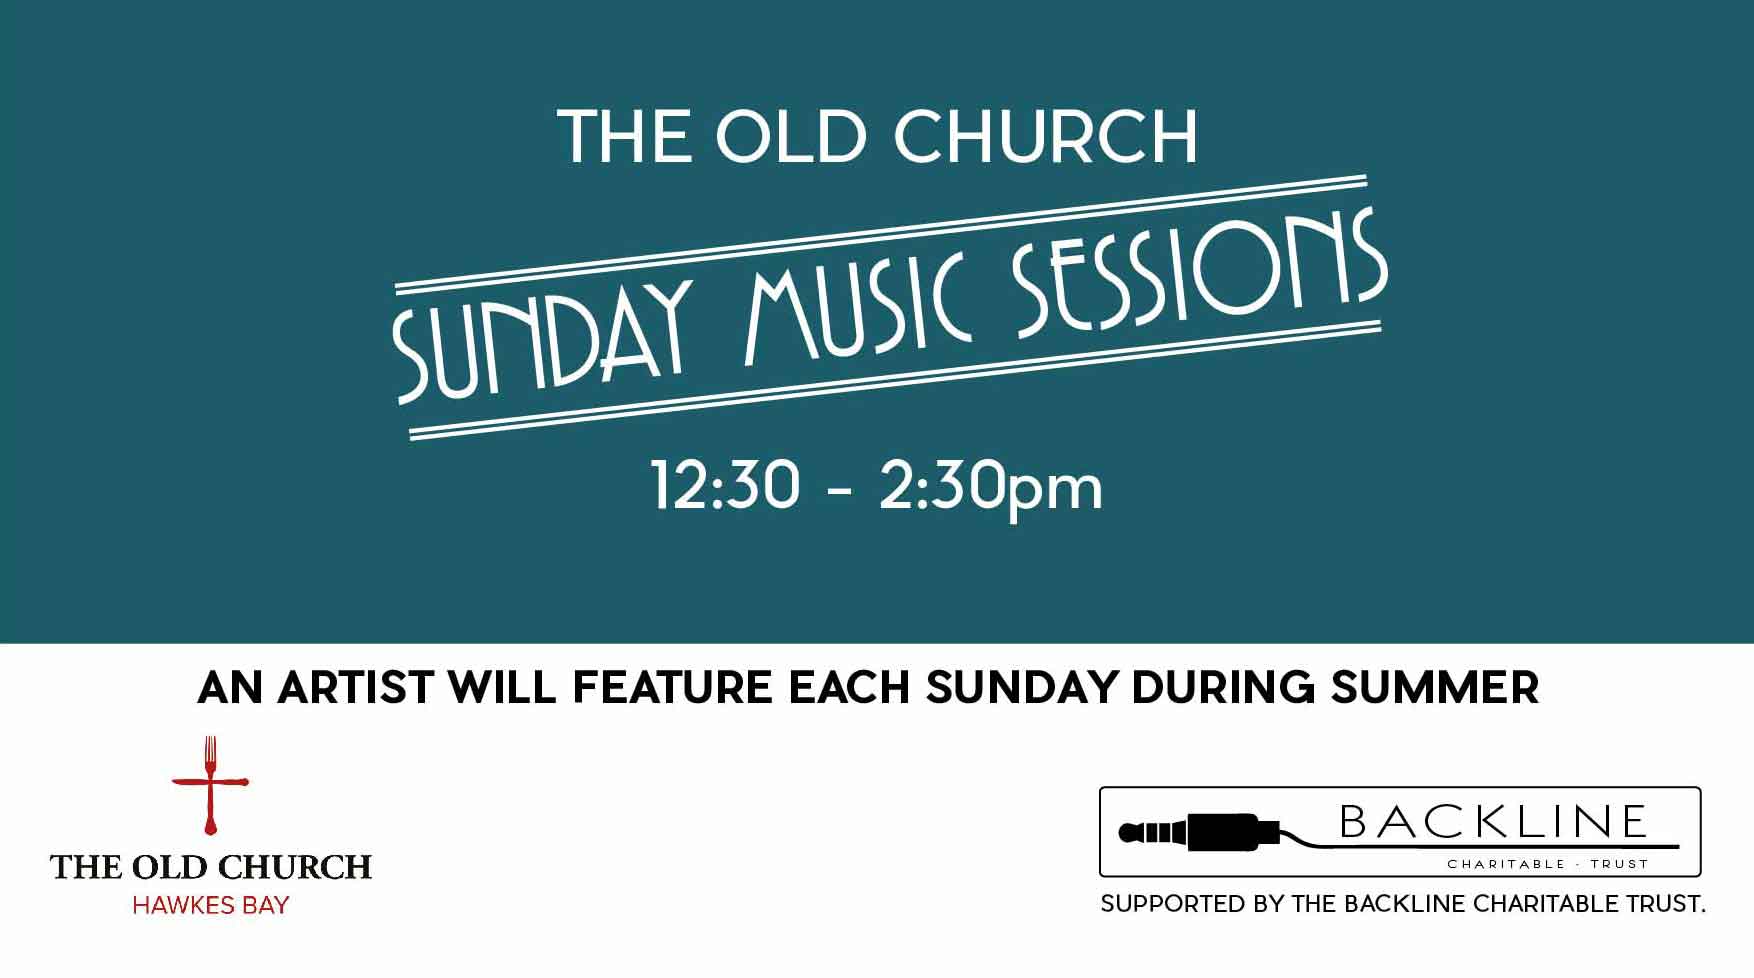 THE OLD CHURCH
SUNDAY MUSIC SESSIONS
12:30 - 2:30pm
AN ARTIST WILL FEATURE EACH SUNDAY DURING SUMMER
THE OLD CHURCH
HAWKES BAY
BACKLINE
CHARITABLE - TRUST
SUPPORTED BY THE BACKLINE CHARITABLE TRUST.